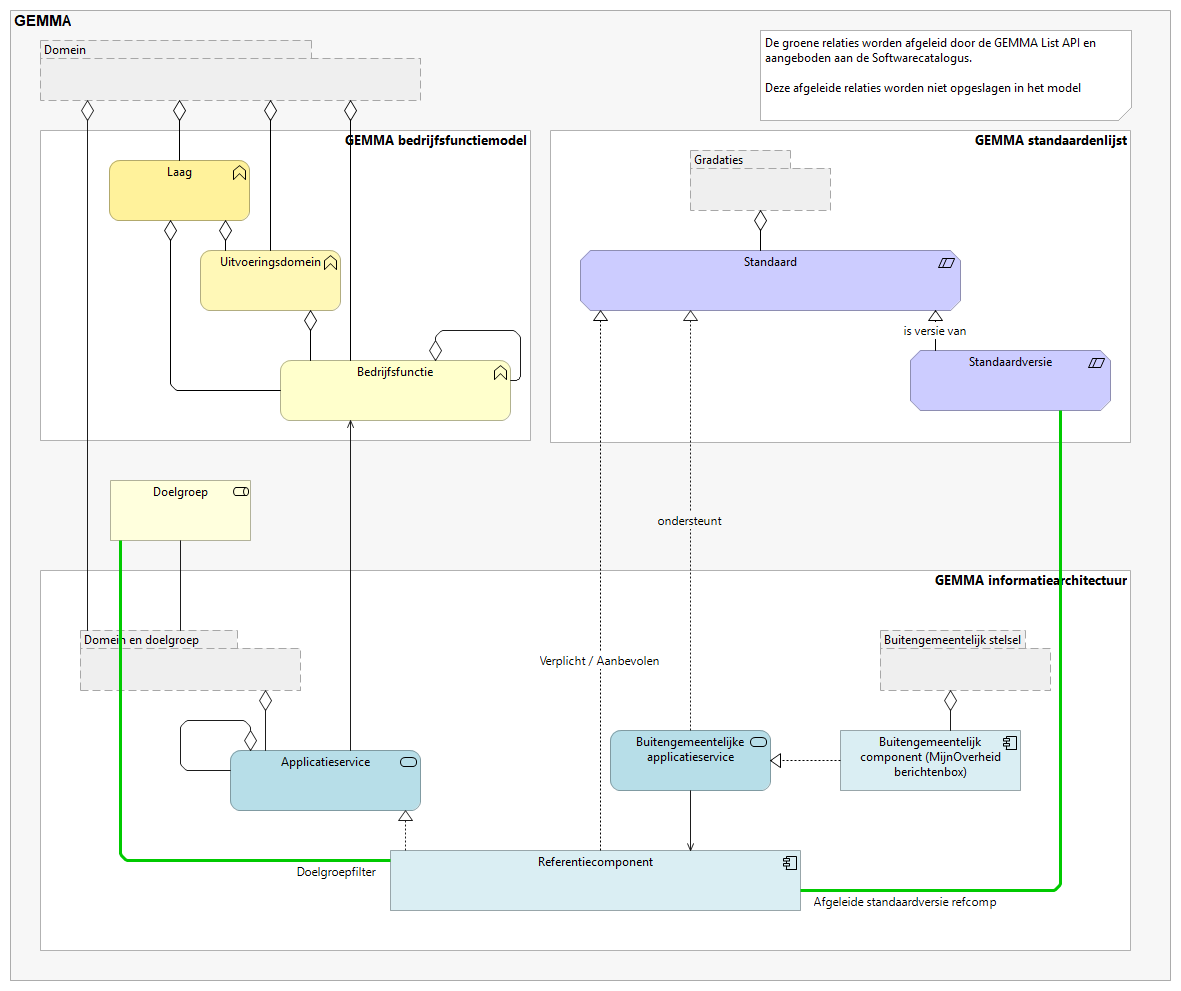 GEMMA
Domein
De groene relaties worden afgeleid door de GEMMA List API en
aangeboden aan de Softwarecatalogus.
Deze afgeleide relaties worden niet opgeslagen in het model
GEMMA bedrijfsfunctiemodel
Laag
Uitvoeringsdomein
Bedrijfsfunctie
GEMMA standaardenlijst
Gradaties
Standaard
is versie van
Standaardversie
Doelgroep
ondersteunt
GEMMA informatiearchitectuur
Domein en doelgroep
Buitengemeentelijk stelsel
Verplicht / Aanbevolen
Applicatieservice
Buitengemeentelijke
applicatieservice
Buitengemeentelijk
component (MijnOverheid
berichtenbox)
Referentiecomponent
Doelgroepfilter
Afgeleide standaardversie refcomp